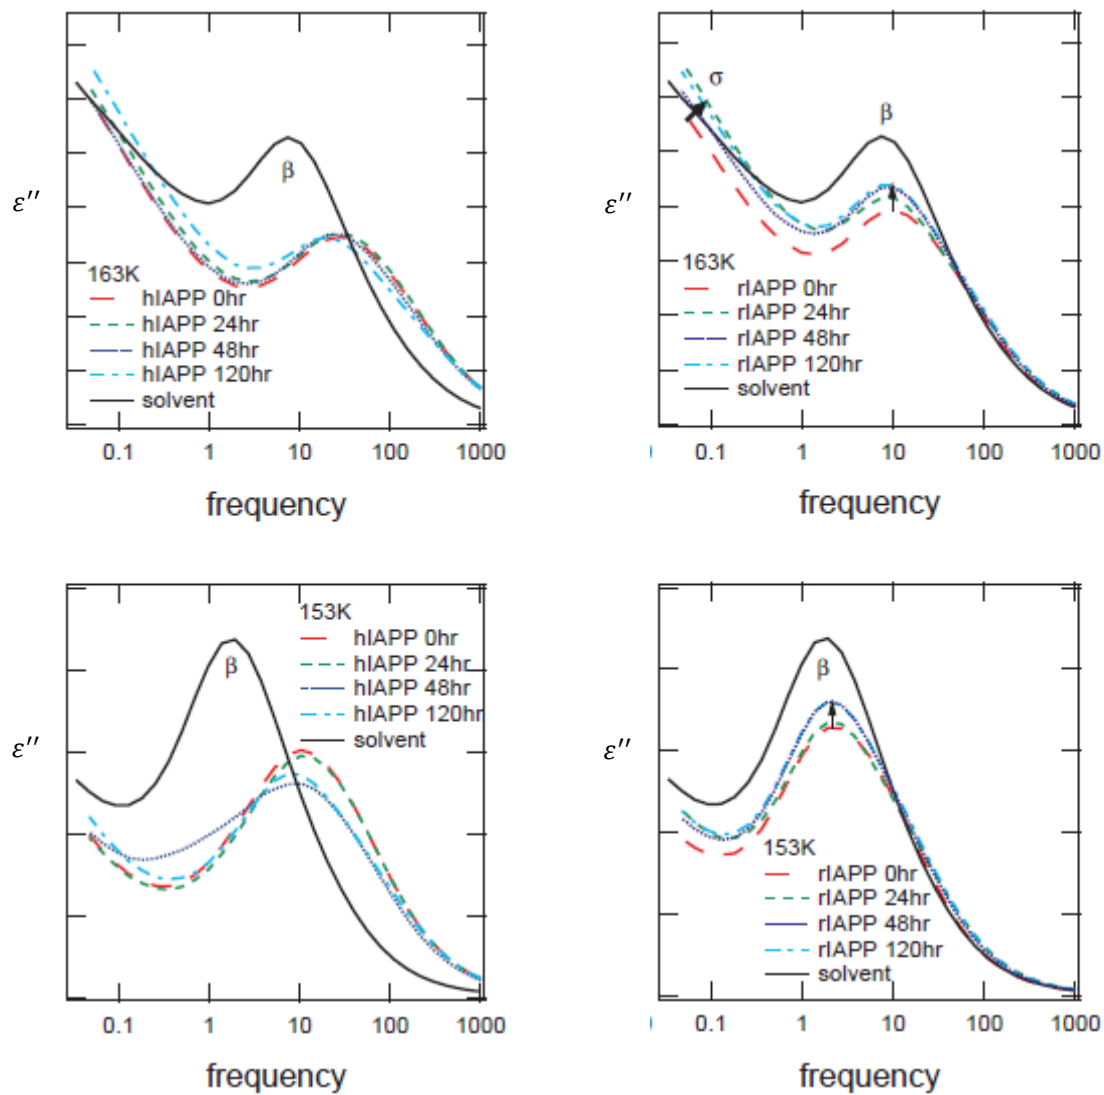 ε′′
β
163K
hIAPP 0hr
hIAPP 24hr
hIAPP 48hr
hIAPP 120hr
solvent
0.1 1 10 100 1000
frequency
ε′′
σ
β
163K
rIAPP 0hr
rIAPP 24hr
rIAPP 48hr
rIAPP 120hr
solvent
0.1 1 10 100 1000
frequency
ε′′
β
153K
hIAPP 0hr
hIAPP 24hr
hIAPP 48hr
hIAPP 120hr
solvent
0.1 1 10 100 1000
frequency
ε′′
β
153K
rIAPP 0hr
rIAPP 24hr
rIAPP 48hr
rIAPP 120hr
solvent
0.1 1 10 100 1000
frequency